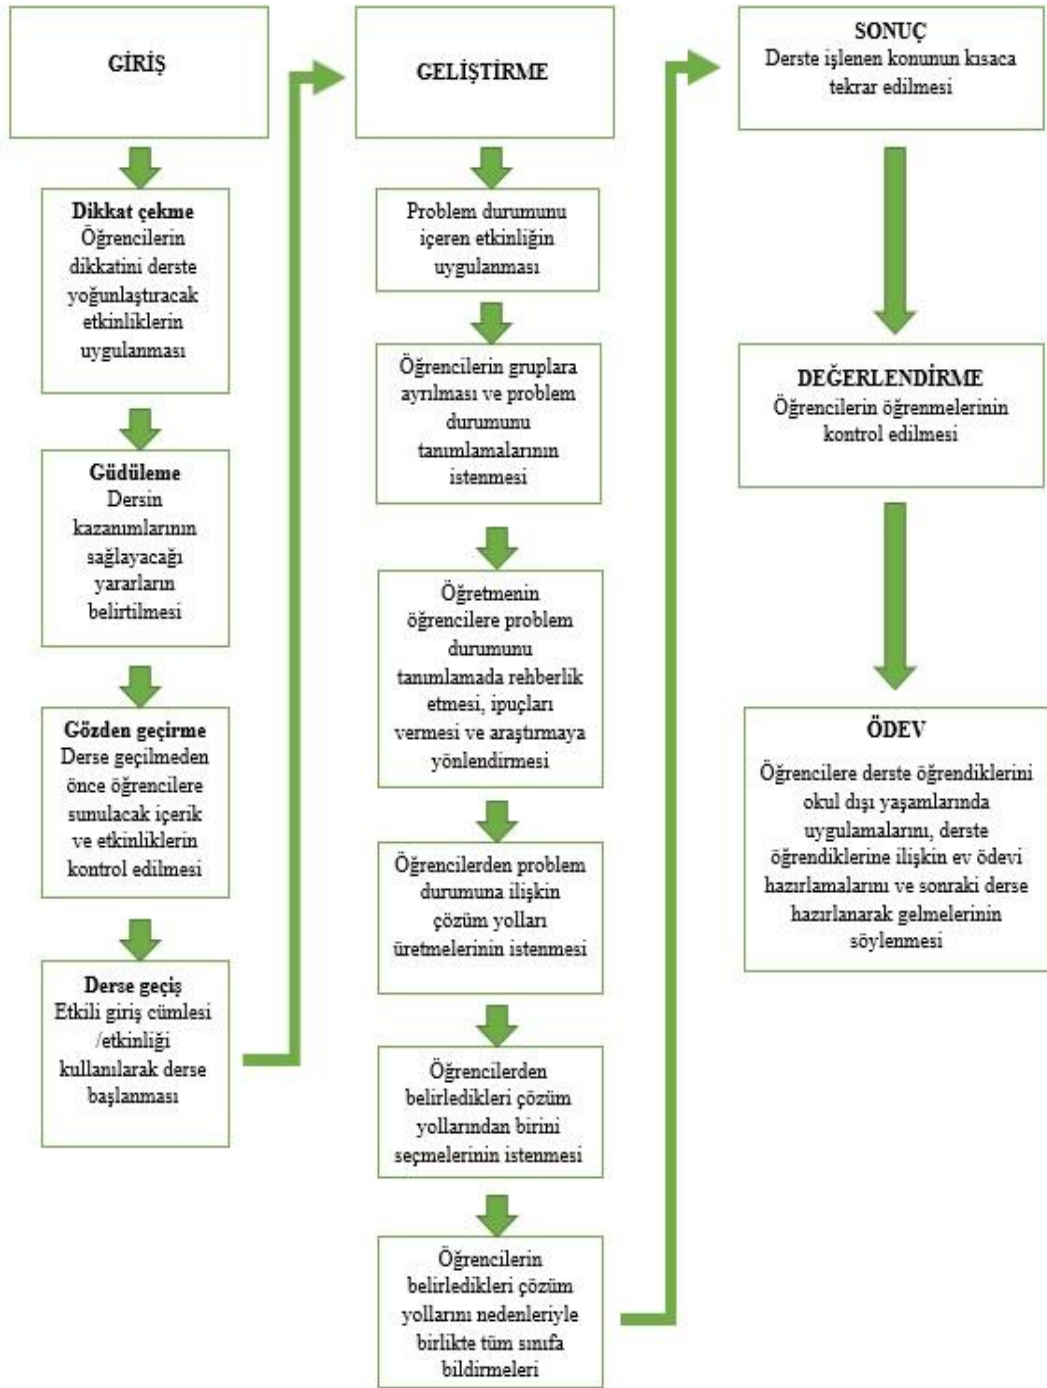 GİRİŞ
Dikkat çekme
Öğrencilerin
dikkatini derste
yoğunlaştıracak
etkinliklerin
uygulanması
Güdüleme
Dersin
kazanımlarının
sağlayacağı
yararların
belirtilmesi
Gözden geçirme
Derse geçilmeden
önce öğrencilere
sunulacak içerik
ve etkinliklerin
kontrol edilmesi
Derse geçiş
Etkili giriş cümlesi
/etkinliği
kullanılarak derse
başlanması
GELİŞTİRME
Problem durumunu
içeren etkinliğin
uygulanması
Öğrencilerin gruplara
ayrılması ve problem
durumunu
tanımlamalarının
istenmesi
Öğretmenin
öğrencilere problem
durumunu
tanımlamada rehberlik
etmesi, ipuçları
vermesi ve araştırmaya
yönlendirmesi
Öğrencilerden problem
durumuna ilişkin
çözüm yolları
üretmelerinin istenmesi
Öğrencilerden
belirledikleri çözüm
yollarından birini
seçmelerinin istenmesi
Öğrencilerin
belirledikleri çözüm
yollarını nedenleriyle
birlikte tüm sınıfa
bildirmeleri
SONUÇ
Derste işlenen konunun kısaca
tekrar edilmesi
DEĞERLENDİRME
Öğrencilerin öğrenmelerinin
kontrol edilmesi
ÖDEV
Öğrencilere derste öğrendiklerini
okul dışı yaşamlarında
uygulamalarını, derste
öğrendiklerine ilişkin ev ödevi
hazırlamalarını ve sonraki derse
hazırlanarak gelmelerinin
söylenmesi